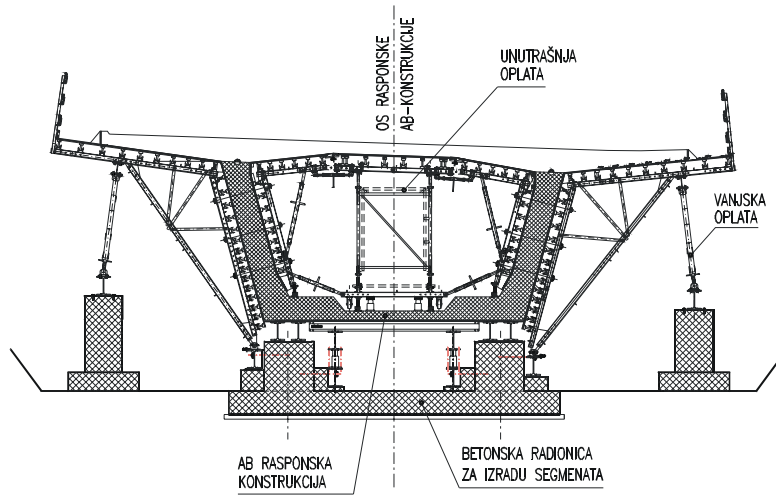 OS RASPONSKE
AB-KONSTRUKCIJE
UNUTRAŠNJA
OPLATA
VANJSKA
OPLATA
AB RASPONSKA
KONSTRUKCIJA
BETONSKA RADIONICA
ZA IZRADU SEGMENATA